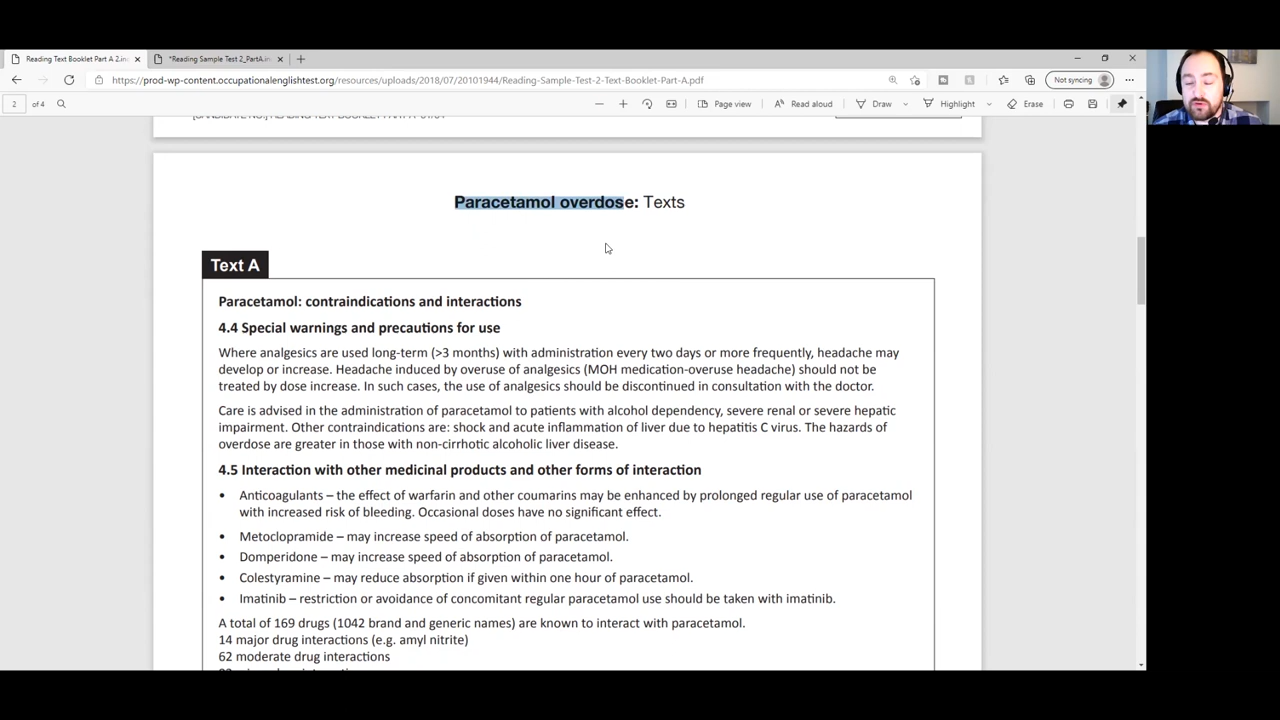 Reading Text Booklet Part A 2.in
*Reading Sample Test 2_PartA.in
https://prod-wp-content.occupationalenglishtest.org/resources/uploads/2018/07/20101944/Reading-Sample-Test-2-Text-Booklet-Part-A.pdf
Not syncing
2 of 4
Page view
Read aloud
Draw
Highlight
Erase
[CANDIDATE NO.] READING TEXT BOOKLET PART A 01/04
Paracetamol overdose: Texts
Text A
Paracetamol: contraindications and interactions
4.4 Special warnings and precautions for use
Where analgesics are used long-term (>3 months) with administration every two days or more frequently, headache may
develop or increase. Headache induced by overuse of analgesics (MOH medication-overuse headache) should not be
treated by dose increase. In such cases, the use of analgesics should be discontinued in consultation with the doctor.
Care is advised in the administration of paracetamol to patients with alcohol dependency, severe renal or severe hepatic
impairment. Other contraindications are: shock and acute inflammation of liver due to hepatitis C virus. The hazards of
overdose are greater in those with non-cirrhotic alcoholic liver disease.
4.5 Interaction with other medicinal products and other forms of interaction
• Anticoagulants – the effect of warfarin and other coumarins may be enhanced by prolonged regular use of paracetamol
with increased risk of bleeding. Occasional doses have no significant effect.
• Metoclopramide – may increase speed of absorption of paracetamol.
• Domperidone – may increase speed of absorption of paracetamol.
• Colestyramine – may reduce absorption if given within one hour of paracetamol.
• Imatinib – restriction or avoidance of concomitant regular paracetamol use should be taken with imatinib.
A total of 169 drugs (1042 brand and generic names) are known to interact with paracetamol.
14 major drug interactions (e.g. amyl nitrite)
62 moderate drug interactions